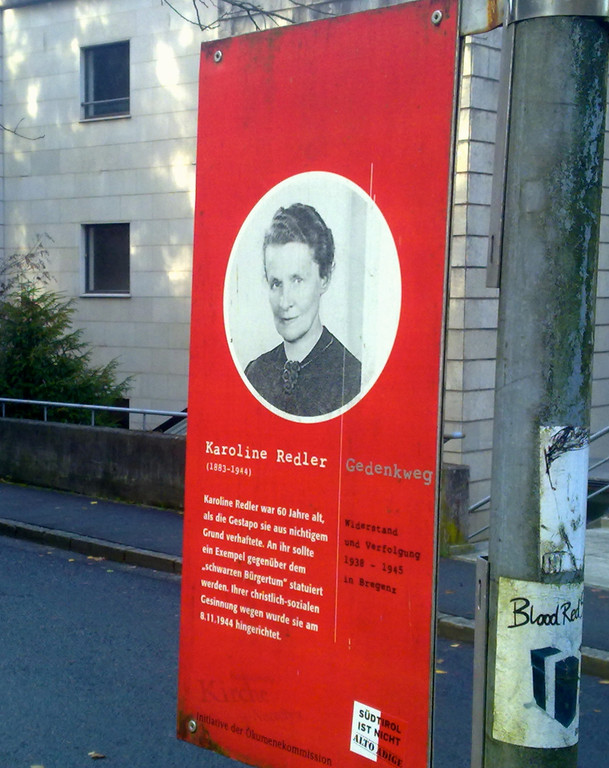 Karoline Redler
(1883-1944)
Karoline Redler war 60 Jahre alt,
als die Gestapo sie aus nichtigem
Grund verhaftete. An ihr sollte
ein Exempel gegenüber dem
„schwarzen Bürgertum“ statuiert
werden. Ihrer christlich-sozialen
Gesinnung wegen wurde sie am
8.11.1944 hingerichtet.
Gedenkweg
Widerstand
und Verfolgung
1938 - 1945
in Bregenz
Kirche
Initiative der Ökumenekommission
SÜDTIROL
IST NICHT
ALTO ADIGE
Blood Red